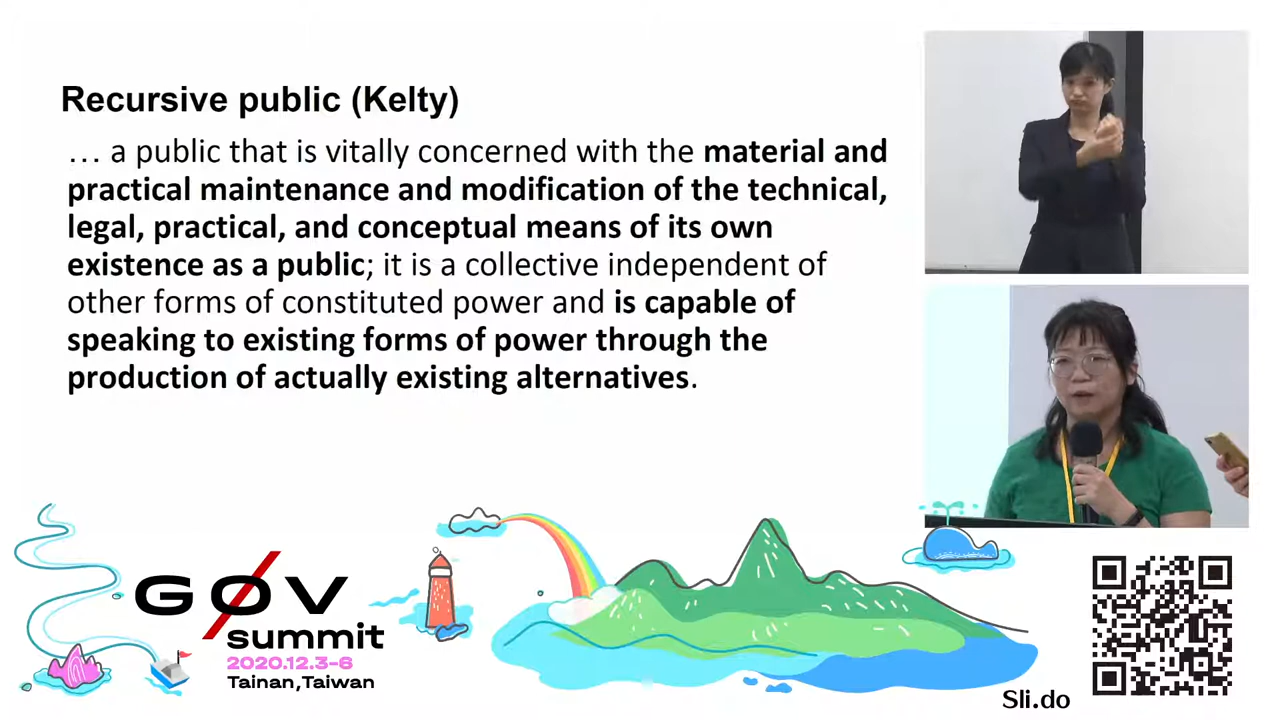 Recursive public (Kelty)
… a public that is vitally concerned with the material and
practical maintenance and modification of the technical,
legal, practical, and conceptual means of its own
existence as a public; it is a collective independent of
other forms of constituted power and is capable of
speaking to existing forms of power through the
production of actually existing alternatives.
GØV
summit
2020.12.3-6
Tainan,Taiwan
Sli.do